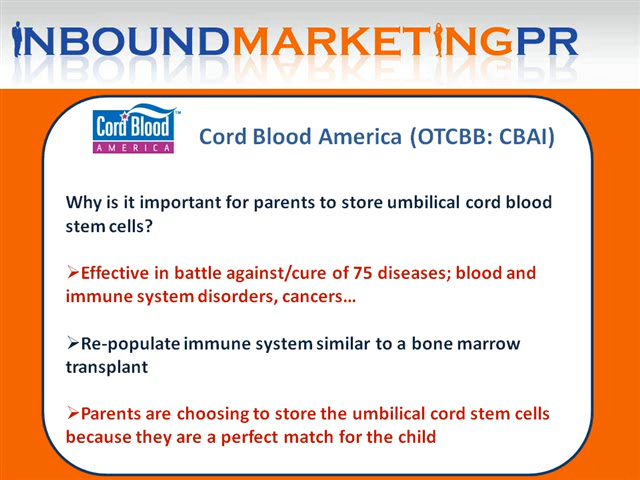 INBOUNDMARKETINGPR
Cord Blood™
AMERICA
Cord Blood America (OTCBB: CBAI)
Why is it important for parents to store umbilical cord blood
stem cells?
➢Effective in battle against/cure of 75 diseases; blood and
immune system disorders, cancers…
➢Re-populate immune system similar to a bone marrow
transplant
➢Parents are choosing to store the umbilical cord stem cells
because they are a perfect match for the child